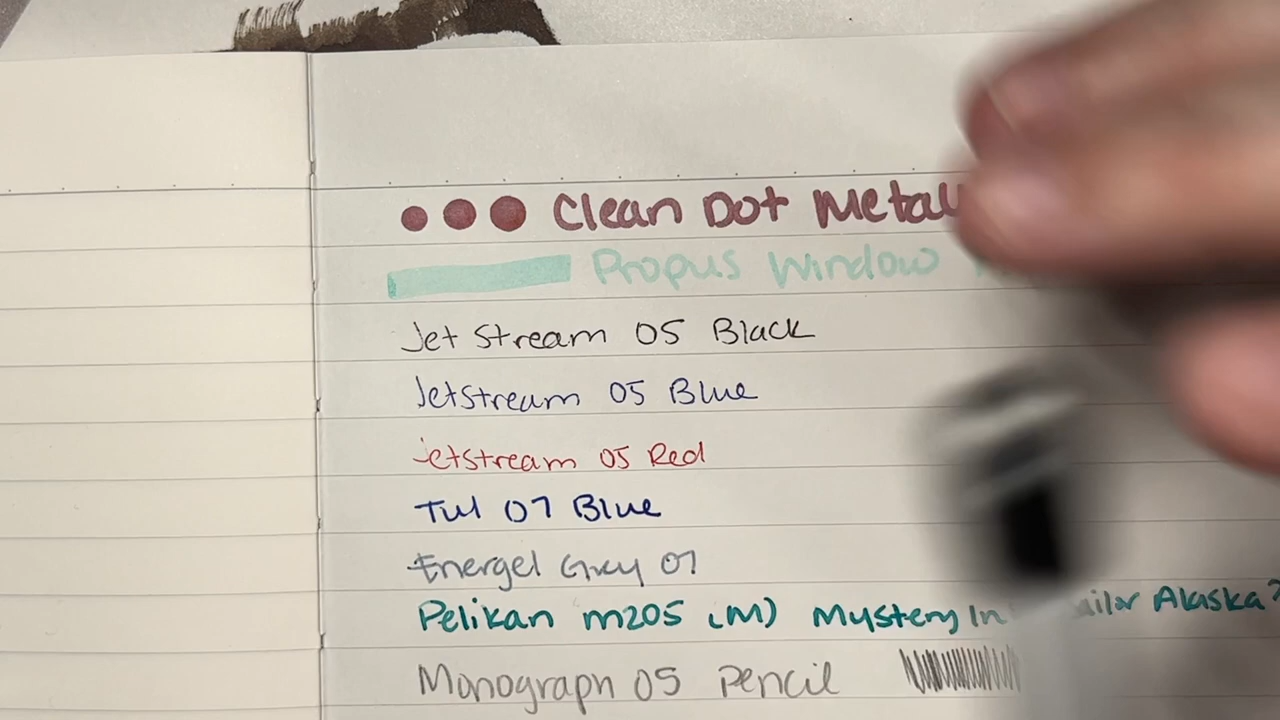 Clean Dot Metall
Propus Window
Jet Stream 05 Black
Jetstream 05 Blue
Jetstream 05 Red
Tul 07 Blue
Energel Grey 07
Pelikan m205 (M) Mystery In ailor Alaska?
Monograph 05 Pencil